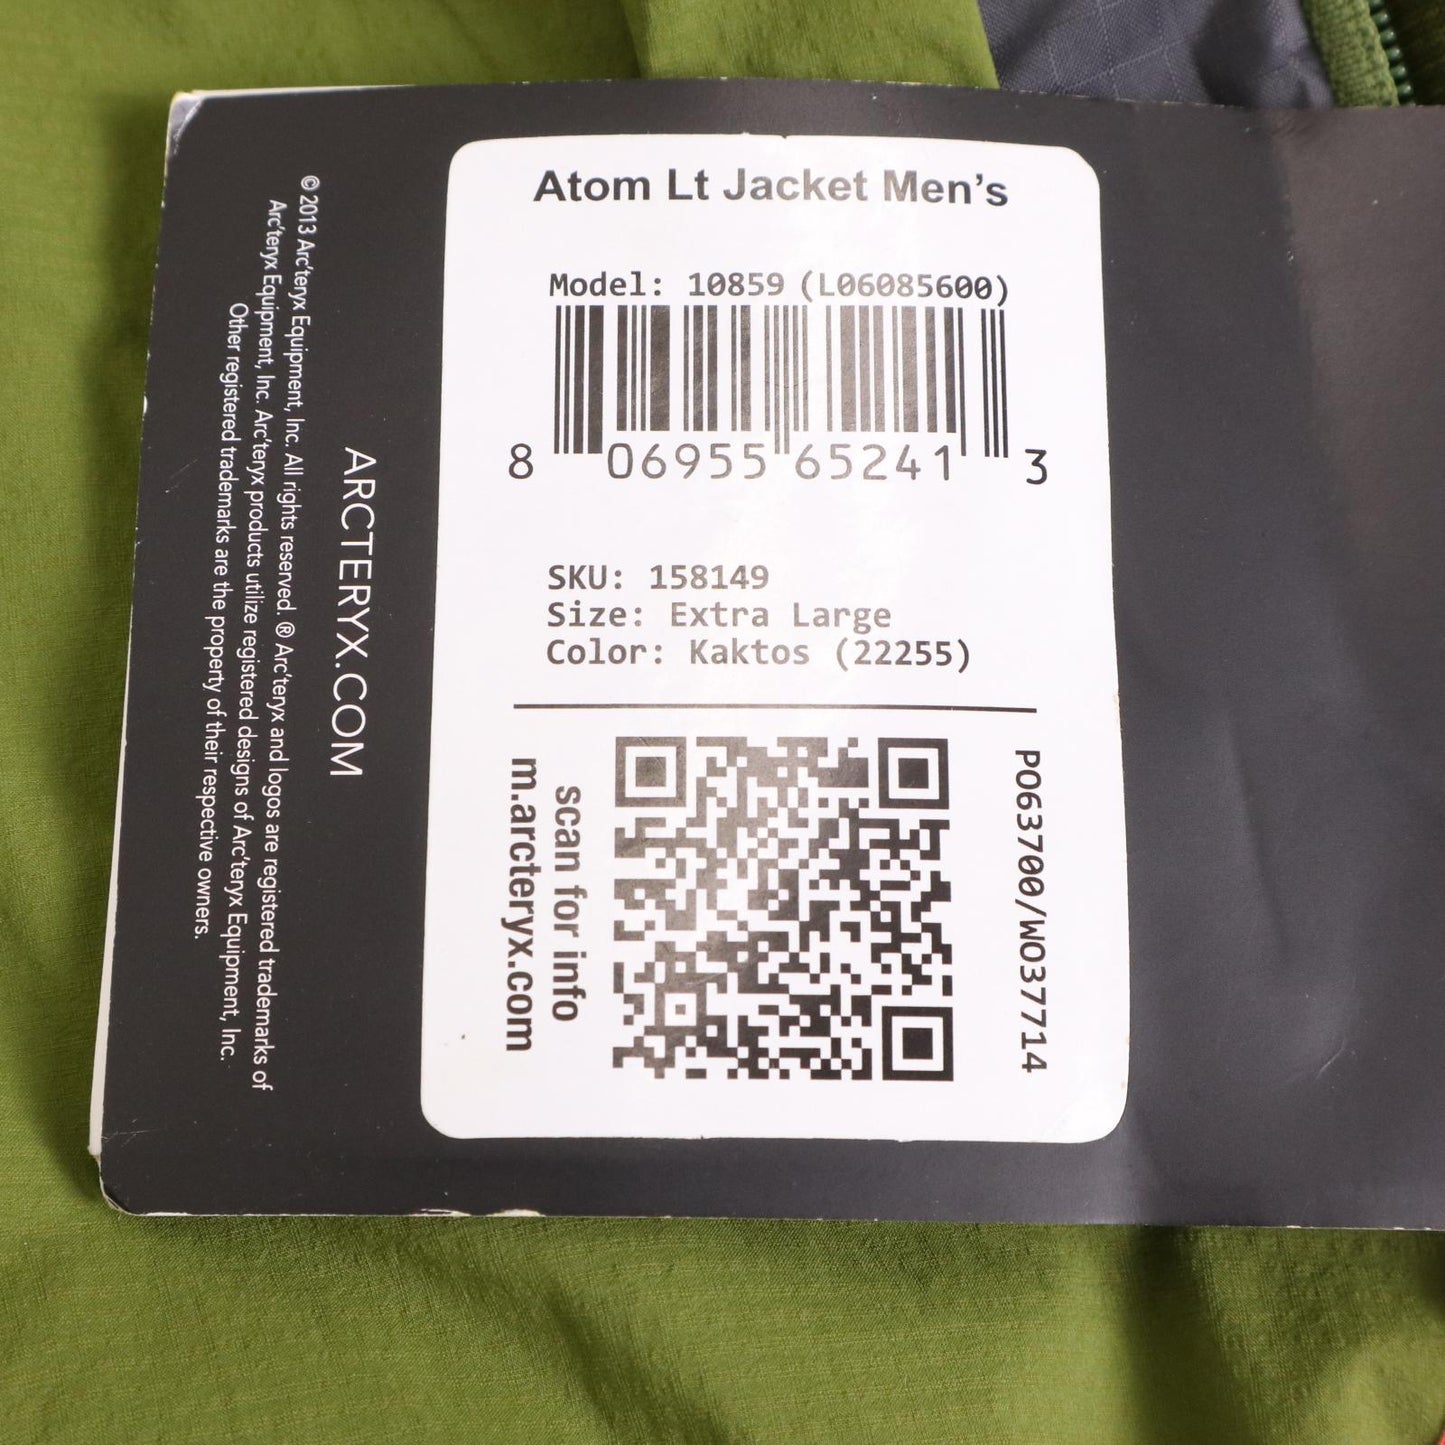 Atom Lt Jacket Men's
Model: 10859 (L06085600)
8 06955 65241 3
SKU: 158149
Size: Extra Large
Color: Kaktos (22255)
scan for info
m.arcteryx.com
PO63700/WO37714
ARCTERYX.COM
© 2013 Arc'teryx Equipment, Inc. All rights reserved. ® Arc'teryx and logos are registered trademarks of
Arc'teryx Equipment, Inc. Arc'teryx products utilize registered designs of Arc'teryx Equipment, Inc.
Other registered trademarks are the property of their respective owners.